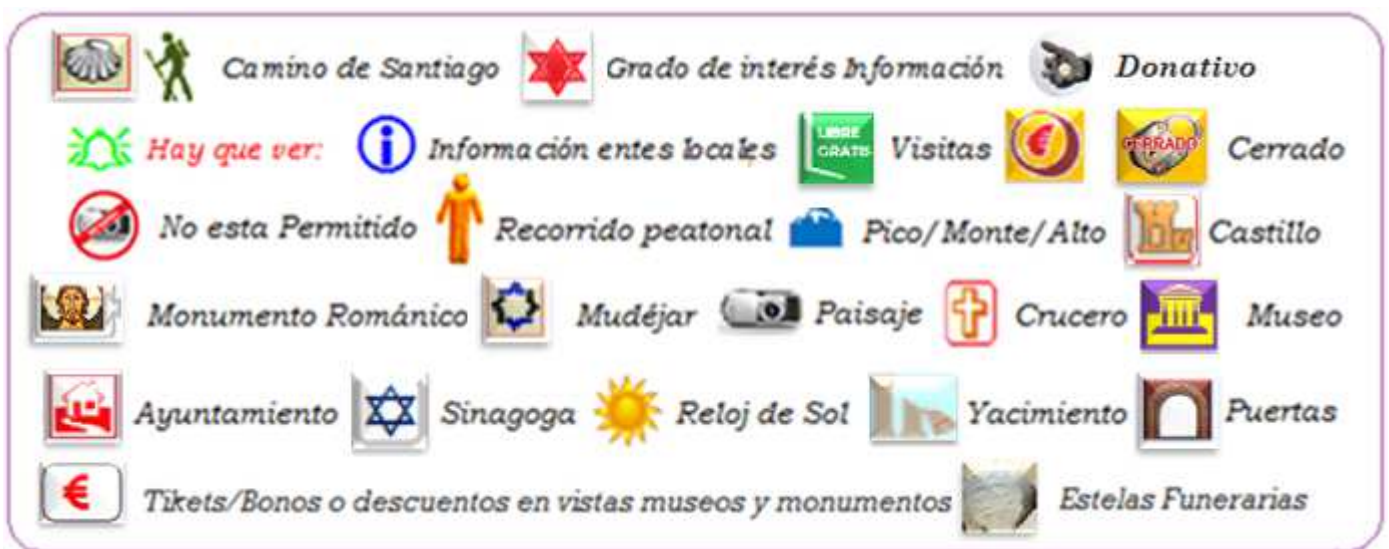 Camino de Santiago Grado de interés Información Donativo
Hay que ver: Información entes locales LIBRE GRATIS Visitas € CERRADO Cerrado
No esta Permitido Recorrido peatonal Pico/Monte/Alto Castillo
Monumento Románico Mudéjar Paisaje Crucero Museo
Ayuntamiento Sinagoga Reloj de Sol Yacimiento Puertas
€ Tikets/Bonos o descuentos en vistas museos y monumentos Estelas Funerarias